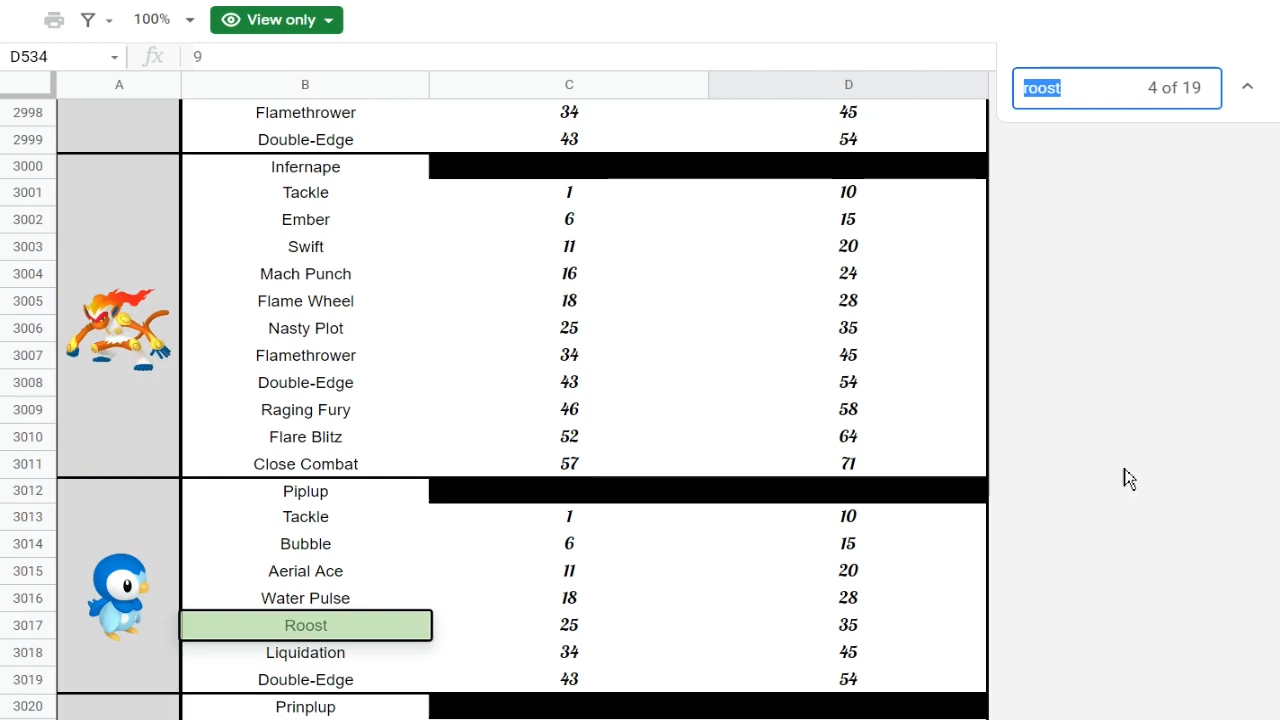 100% View only
D534 fx 9
roost 4 of 19
A B C D
2998 Flamethrower 34 45
2999 Double-Edge 43 54
3000 Infernape
3001 Tackle 1 10
3002 Ember 6 15
3003 Swift 11 20
3004 Mach Punch 16 24
3005 Flame Wheel 18 28
3006 Nasty Plot 25 35
3007 Flamethrower 34 45
3008 Double-Edge 43 54
3009 Raging Fury 46 58
3010 Flare Blitz 52 64
3011 Close Combat 57 71
3012 Piplup
3013 Tackle 1 10
3014 Bubble 6 15
3015 Aerial Ace 11 20
3016 Water Pulse 18 28
3017 Roost 25 35
3018 Liquidation 34 45
3019 Double-Edge 43 54
3020 Prinplup